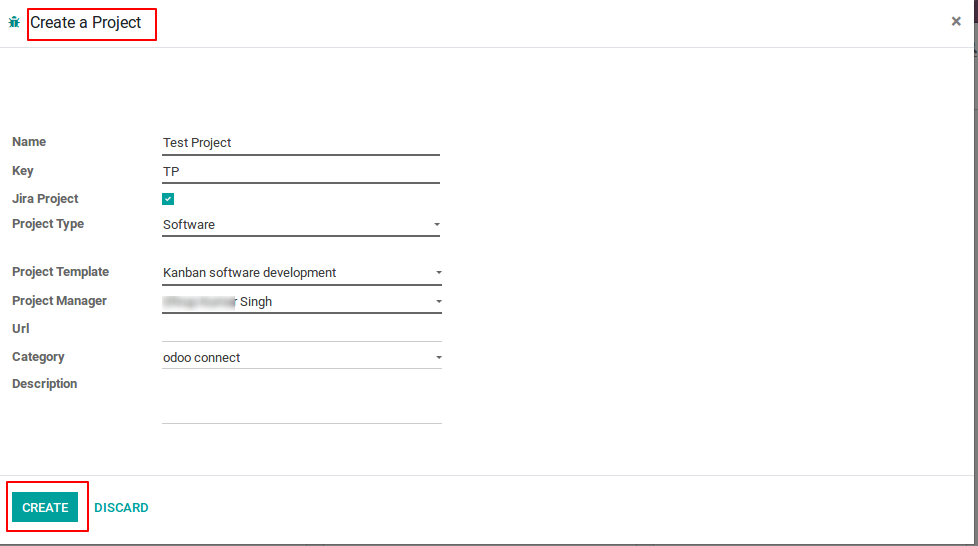 Create a Project
×
Name Test Project
Key TP
Jira Project
Project Type Software
Project Template Kanban software development
Project Manager Singh
Url
Category odoo connect
Description
CREATE DISCARD